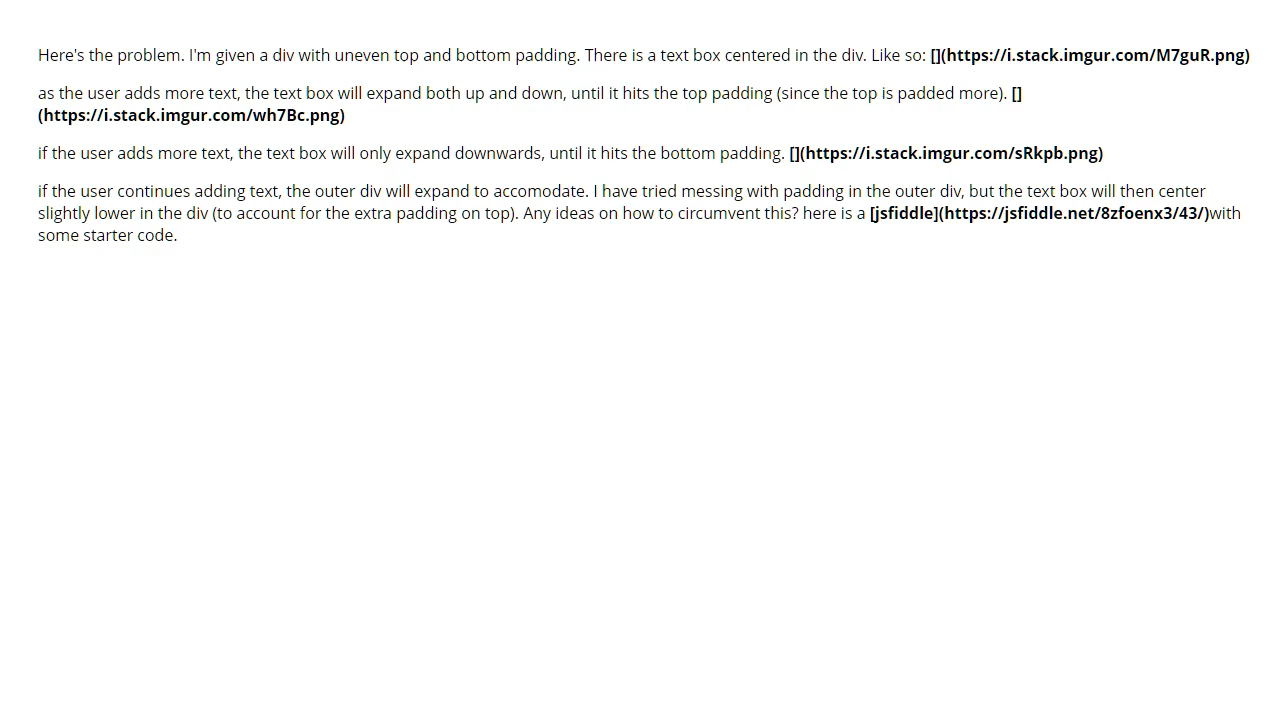 Here's the problem. I'm given a div with uneven top and bottom padding. There is a text box centered in the div. Like so: [](https://i.stack.imgur.com/M7guR.png)
as the user adds more text, the text box will expand both up and down, until it hits the top padding (since the top is padded more). []
(https://i.stack.imgur.com/wh7Bc.png)
if the user adds more text, the text box will only expand downwards, until it hits the bottom padding. [](https://i.stack.imgur.com/sRkpb.png)
if the user continues adding text, the outer div will expand to accomodate. I have tried messing with padding in the outer div, but the text box will then center
slightly lower in the div (to account for the extra padding on top). Any ideas on how to circumvent this? here is a [jsfiddle](https://jsfiddle.net/8zfoenx3/43/)with
some starter code.